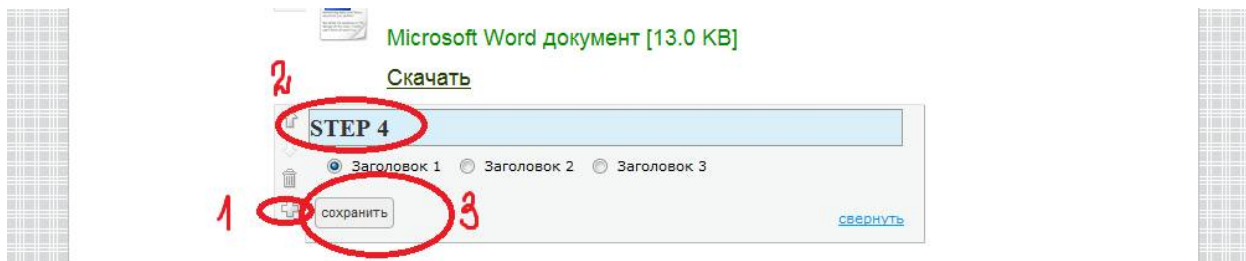 Microsoft Word документ [13.0 KB]
Скачать
2
STEP 4
Заголовок 1 Заголовок 2 Заголовок 3
1 сохранить 3 свернуть